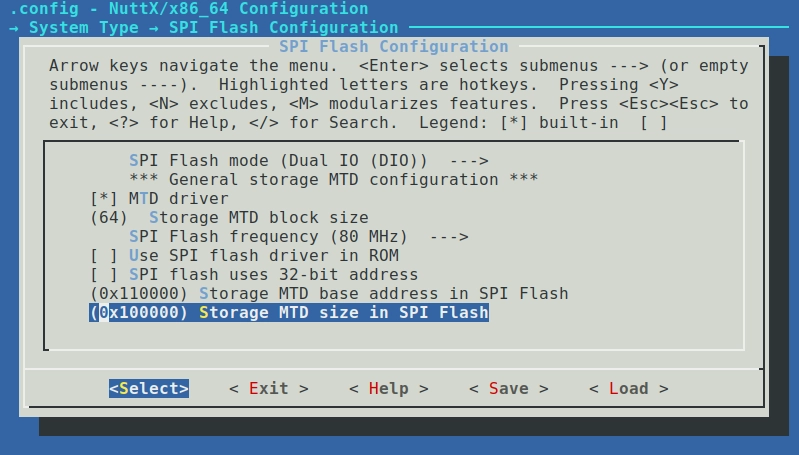 .config - NuttX/x86_64 Configuration
→ System Type → SPI Flash Configuration
SPI Flash Configuration
Arrow keys navigate the menu.  <Enter> selects submenus ---> (or empty
submenus ----).  Highlighted letters are hotkeys.  Pressing <Y>
includes, <N> excludes, <M> modularizes features.  Press <Esc><Esc> to
exit, <?> for Help, </> for Search.  Legend: [*] built-in  [ ]
SPI Flash mode (Dual IO (DIO))  --->
*** General storage MTD configuration ***
[*] MTD driver
(64)  Storage MTD block size
SPI Flash frequency (80 MHz)  --->
[ ] Use SPI flash driver in ROM
[ ] SPI flash uses 32-bit address
(0x110000) Storage MTD base address in SPI Flash
(0x100000) Storage MTD size in SPI Flash
<Select>    < Exit >    < Help >    < Save >    < Load >